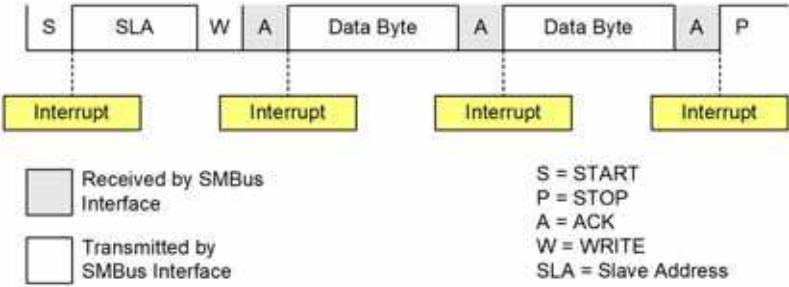 S SLA W A Data Byte A Data Byte A P
Interrupt Interrupt Interrupt Interrupt
Received by SMBus
Interface
Transmitted by
SMBus Interface
S = START
P = STOP
A = ACK
W = WRITE
SLA = Slave Address